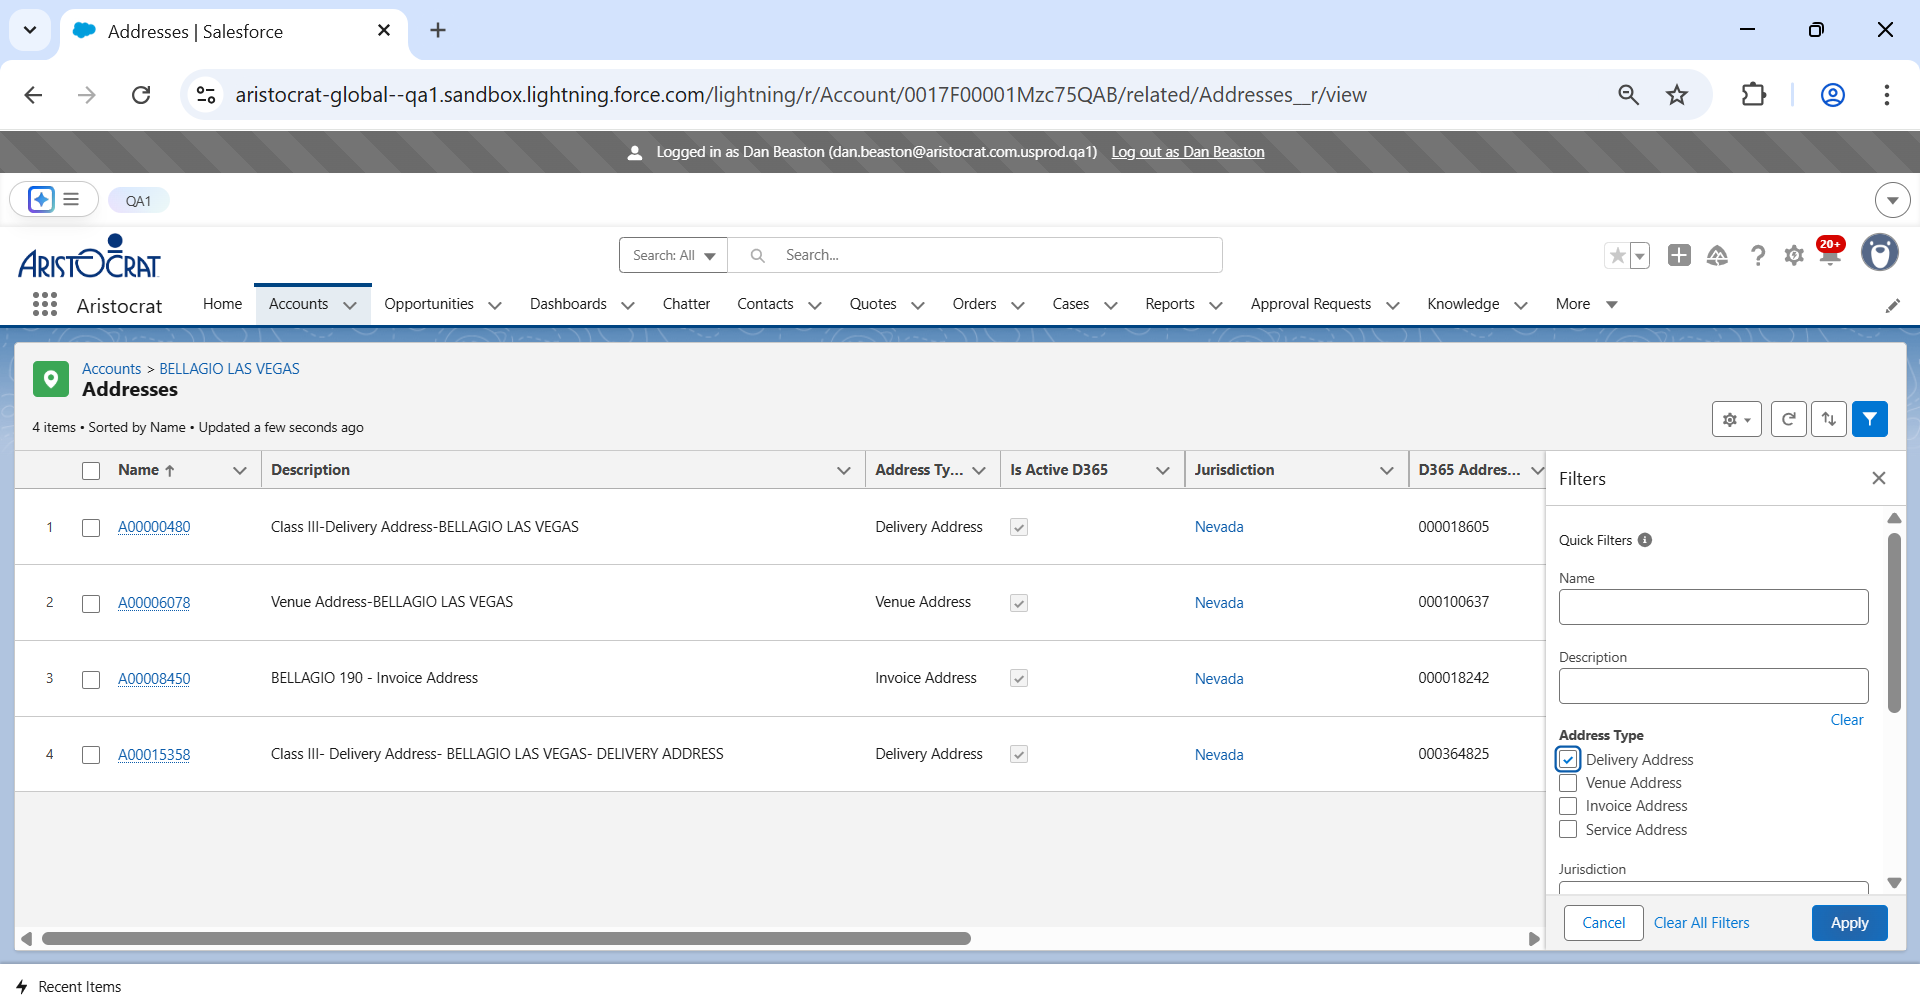 Addresses | Salesforce
aristocrat-global--qa1.sandbox.lightning.force.com/lightning/r/Account/0017F00001Mzc75QAB/related/Addresses__r/view
Logged in as Dan Beaston (dan.beaston@aristocrat.com.usprod.qa1) Log out as Dan Beaston
QA1
ARISTOCRAT
Search: All Search...
20+
Aristocrat Home Accounts Opportunities Dashboards Chatter Contacts Quotes Orders Cases Reports Approval Requests Knowledge More
Accounts > BELLAGIO LAS VEGAS
Addresses
4 items • Sorted by Name • Updated a few seconds ago
Name Description Address Ty... Is Active D365 Jurisdiction D365 Addres...
1 A00000480 Class III-Delivery Address-BELLAGIO LAS VEGAS Delivery Address Nevada 000018605
2 A00006078 Venue Address-BELLAGIO LAS VEGAS Venue Address Nevada 000100637
3 A00008450 BELLAGIO 190 - Invoice Address Invoice Address Nevada 000018242
4 A00015358 Class III- Delivery Address- BELLAGIO LAS VEGAS- DELIVERY ADDRESS Delivery Address Nevada 000364825
Filters
Quick Filters
Name
Description
Clear
Address Type
Delivery Address
Venue Address
Invoice Address
Service Address
Jurisdiction
Cancel Clear All Filters Apply
Recent Items